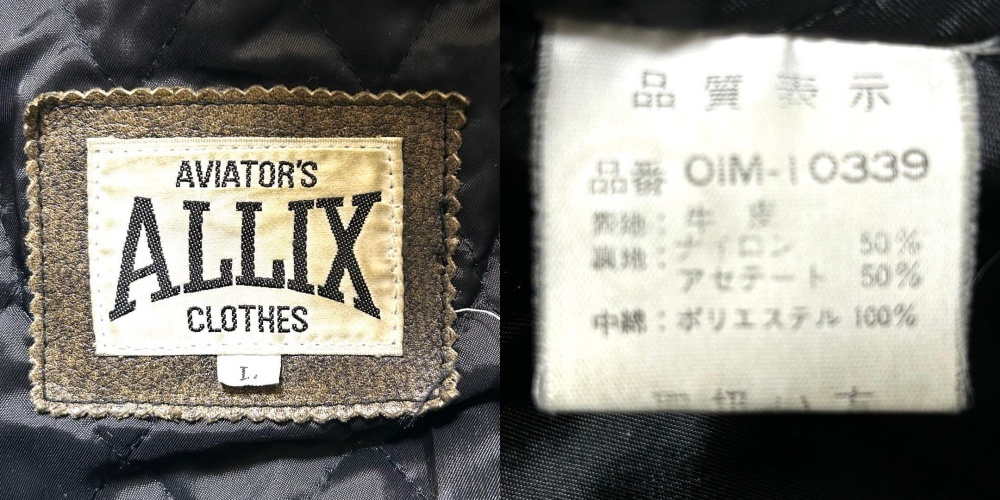 AVIATOR'S
ALLIX
CLOTHES
L.
品質表示
品番 OIM-10339
表地：牛皮
裏地：ナイロン 50%
アセテート 50%
中綿：ポリエステル 100%